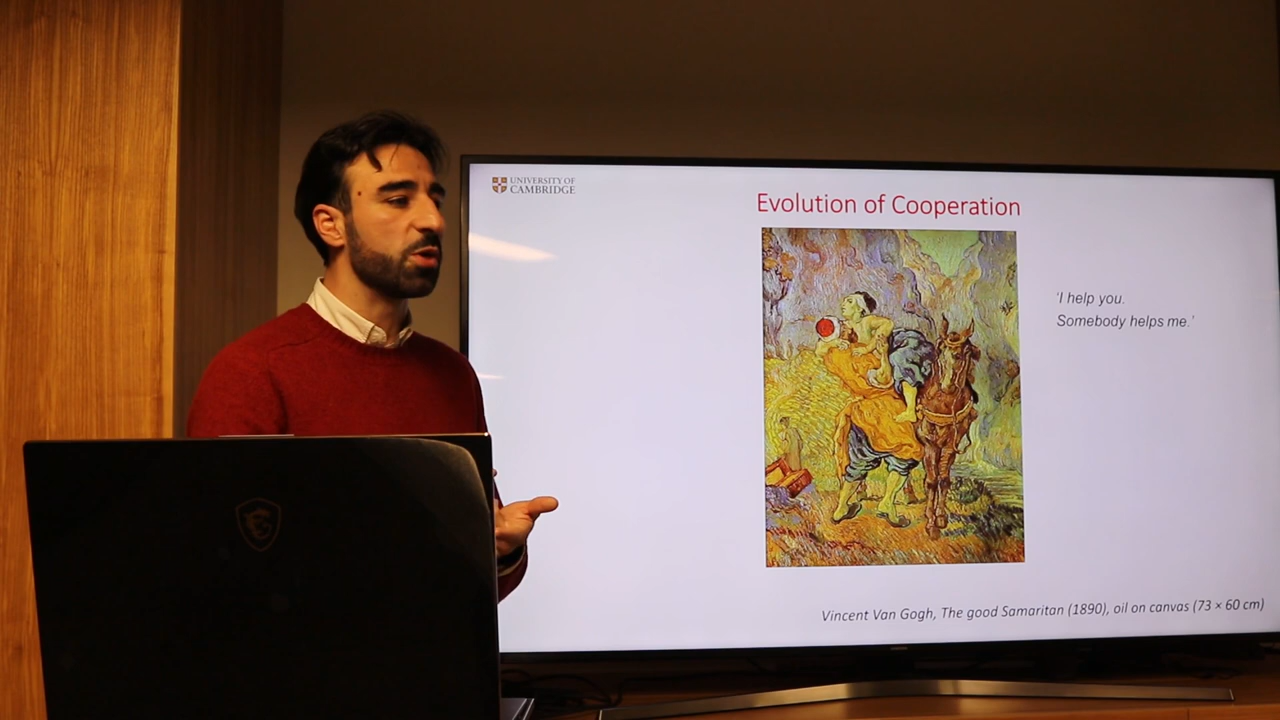 UNIVERSITY OF
CAMBRIDGE
Evolution of Cooperation
‘I help you.
Somebody helps me.’
Vincent Van Gogh, The good Samaritan (1890), oil on canvas (73 × 60 cm)